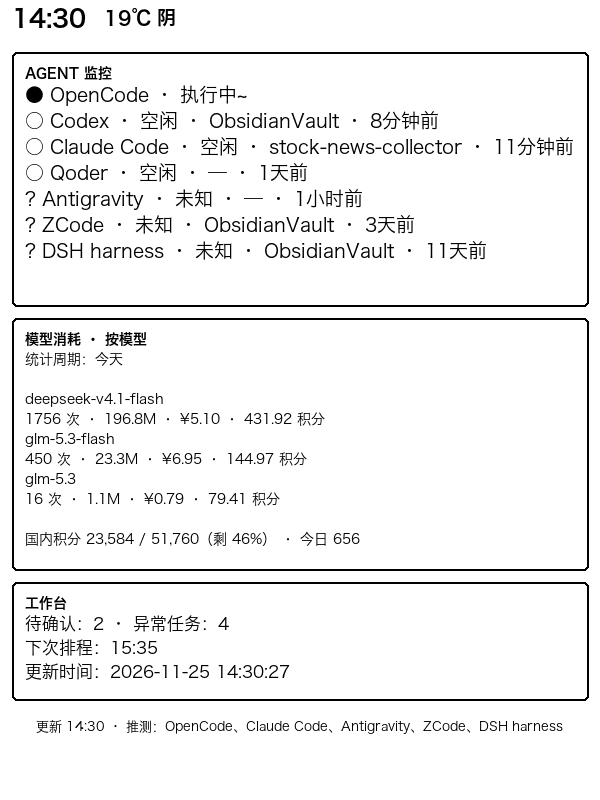 14:30 19℃ 阴
AGENT 监控
● OpenCode · 执行中~
○ Codex · 空闲 · ObsidianVault · 8分钟前
○ Claude Code · 空闲 · stock-news-collector · 11分钟前
○ Qoder · 空闲 · — · 1天前
? Antigravity · 未知 · — · 1小时前
? ZCode · 未知 · ObsidianVault · 3天前
? DSH harness · 未知 · ObsidianVault · 11天前
模型消耗 · 按模型
统计周期：今天
deepseek-v4.1-flash
1756 次 · 196.8M · ¥5.10 · 431.92 积分
glm-5.3-flash
450 次 · 23.3M · ¥6.95 · 144.97 积分
glm-5.3
16 次 · 1.1M · ¥0.79 · 79.41 积分
国内积分 23,584 / 51,760（剩 46%） · 今日 656
工作台
待确认：2 · 异常任务：4
下次排程：15:35
更新时间：2026-11-25 14:30:27
更新 14:30 · 推测：OpenCode、Claude Code、Antigravity、ZCode、DSH harness